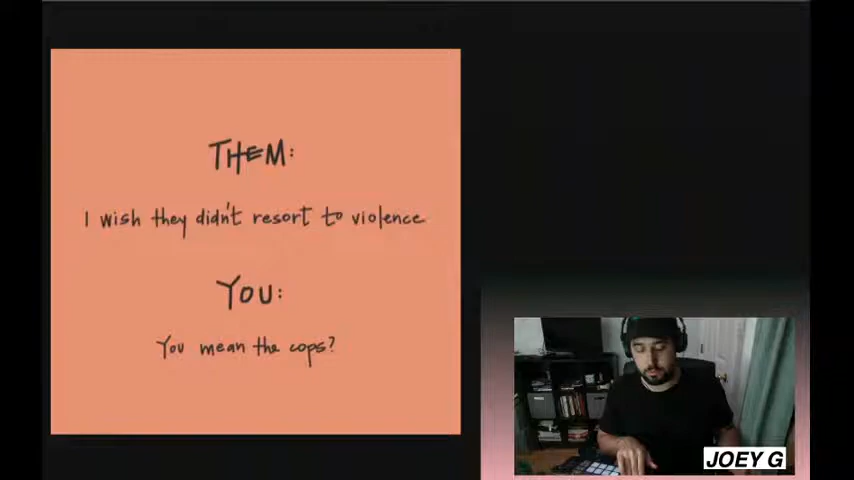 THEM:
I wish they didn't resort to violence
YOU:
You mean the cops?
JOEY G